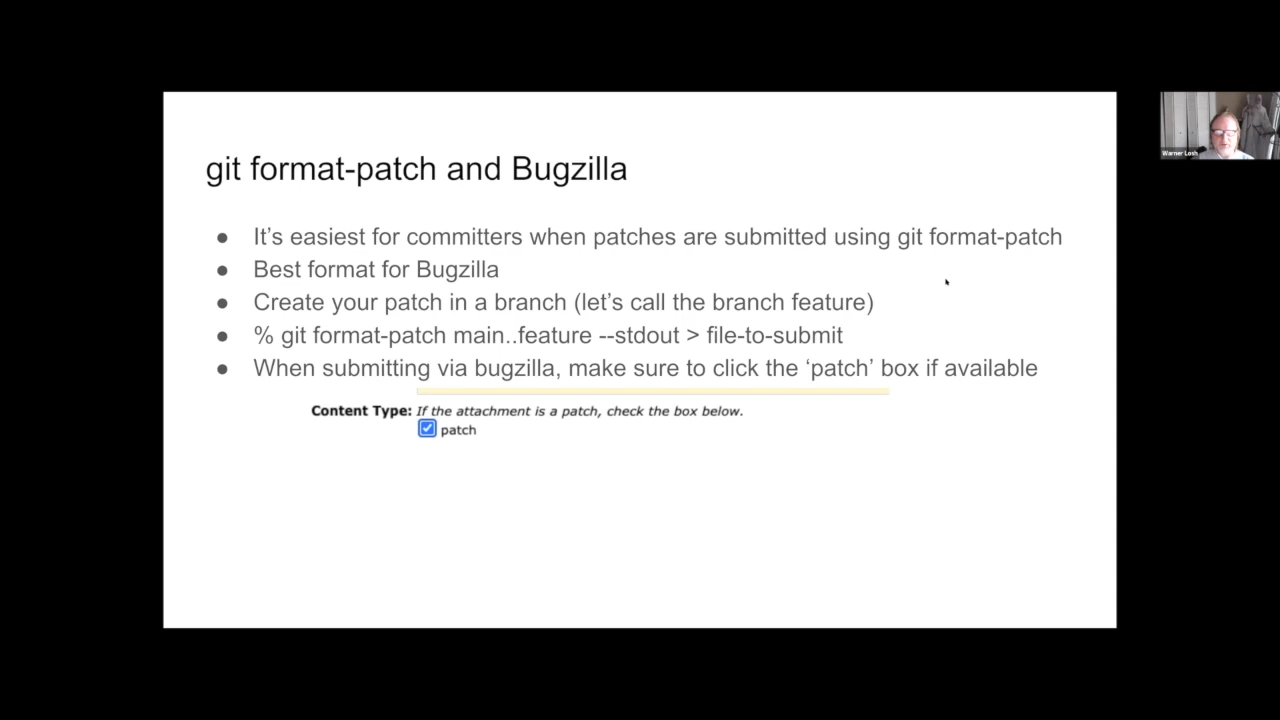 git format-patch and Bugzilla
● It’s easiest for committers when patches are submitted using git format-patch
● Best format for Bugzilla
● Create your patch in a branch (let’s call the branch feature)
● % git format-patch main..feature --stdout > file-to-submit
● When submitting via bugzilla, make sure to click the ‘patch’ box if available
Content Type: If the attachment is a patch, check the box below.
patch
Warner Losh